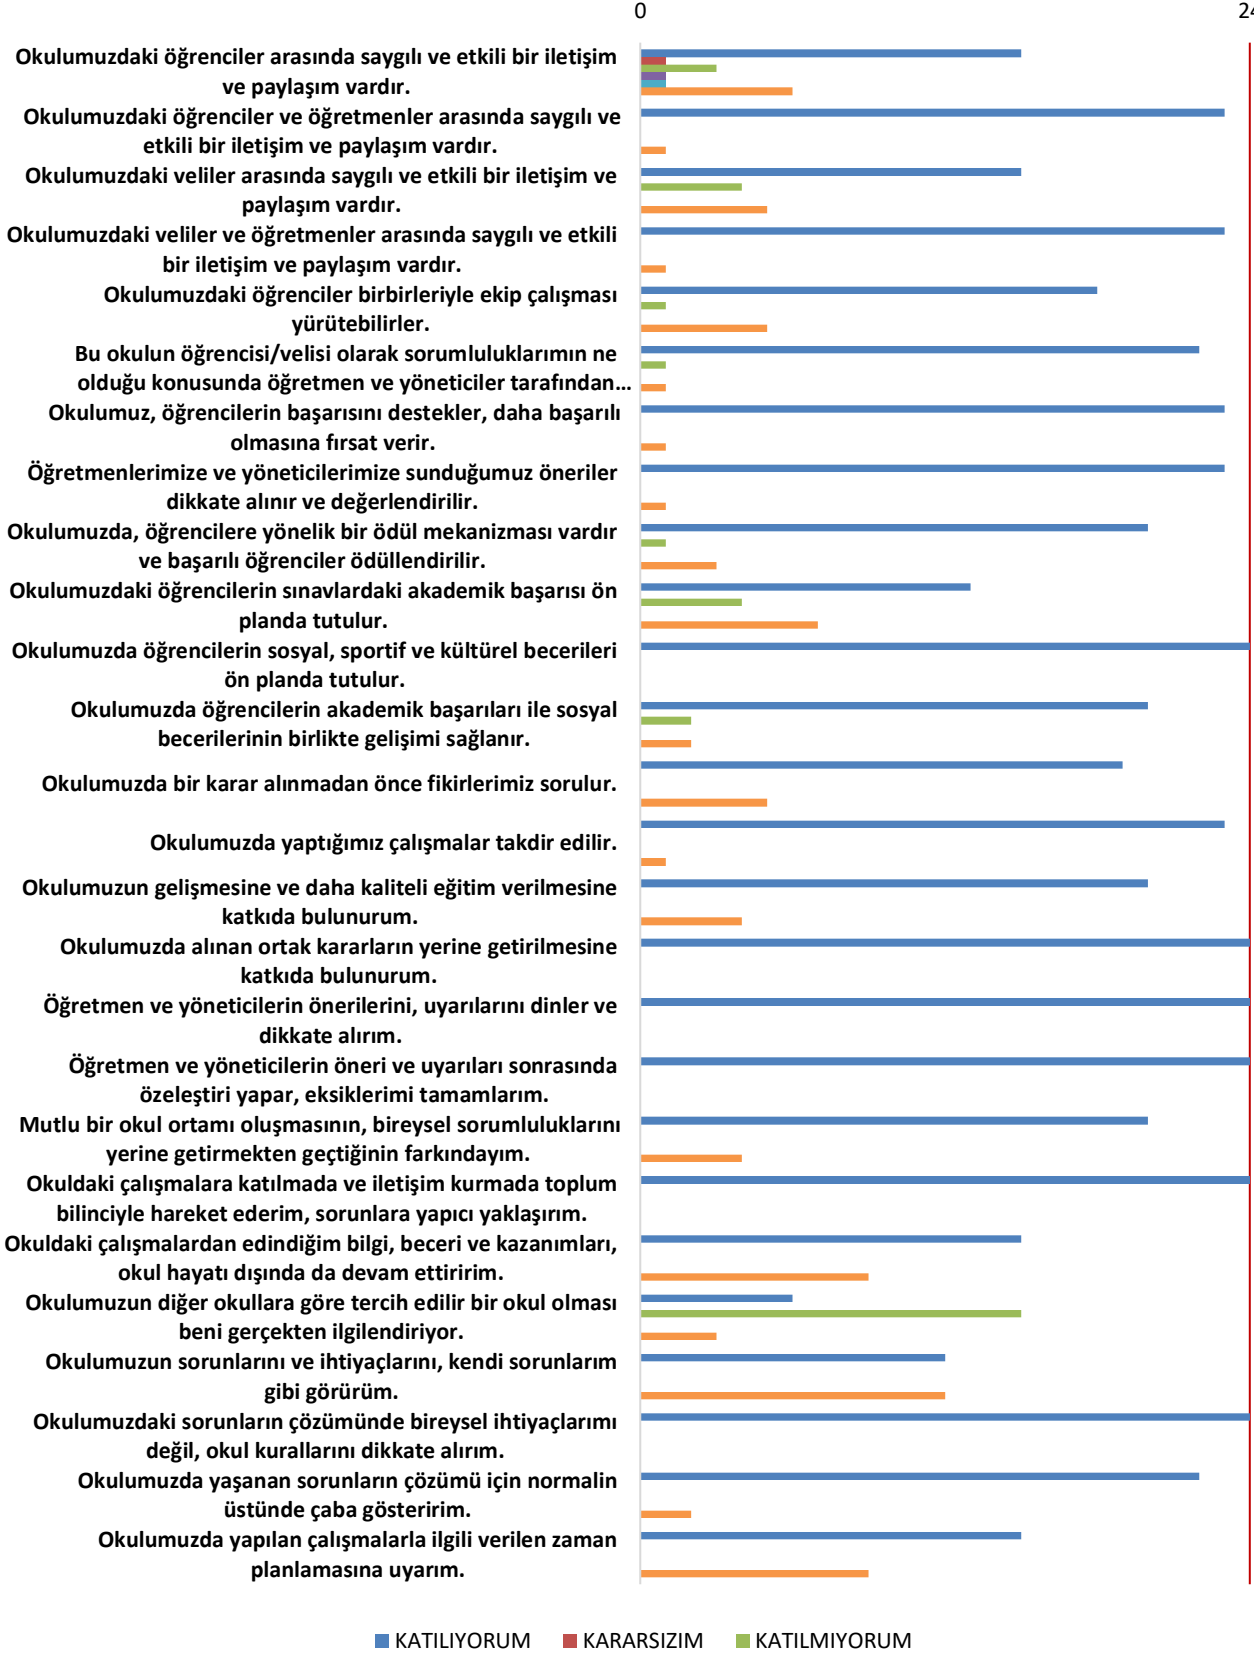 0
24
Okulumuzdaki öğrenciler arasında saygılı ve etkili bir iletişim
ve paylaşım vardır.
Okulumuzdaki öğrenciler ve öğretmenler arasında saygılı ve
etkili bir iletişim ve paylaşım vardır.
Okulumuzdaki veliler arasında saygılı ve etkili bir iletişim ve
paylaşım vardır.
Okulumuzdaki veliler ve öğretmenler arasında saygılı ve etkili
bir iletişim ve paylaşım vardır.
Okulumuzdaki öğrenciler birbirleriyle ekip çalışması
yürütebilirler.
Bu okulun öğrencisi/velisi olarak sorumluluklarımın ne
olduğu konusunda öğretmen ve yöneticiler tarafından...
Okulumuz, öğrencilerin başarısını destekler, daha başarılı
olmasına fırsat verir.
Öğretmenlerimize ve yöneticilerimize sunduğumuz öneriler
dikkate alınır ve değerlendirilir.
Okulumuzda, öğrencilere yönelik bir ödül mekanizması vardır
ve başarılı öğrenciler ödüllendirilir.
Okulumuzdaki öğrencilerin sınavlardaki akademik başarısı ön
planda tutulur.
Okulumuzda öğrencilerin sosyal, sportif ve kültürel becerileri
ön planda tutulur.
Okulumuzda öğrencilerin akademik başarıları ile sosyal
becerilerinin birlikte gelişimi sağlanır.
Okulumuzda bir karar alınmadan önce fikirlerimiz sorulur.
Okulumuzda yaptığımız çalışmalar takdir edilir.
Okulumuzun gelişmesine ve daha kaliteli eğitim verilmesine
katkıda bulunurum.
Okulumuzda alınan ortak kararların yerine getirilmesine
katkıda bulunurum.
Öğretmen ve yöneticilerin önerilerini, uyarılarını dinler ve
dikkate alırım.
Öğretmen ve yöneticilerin öneri ve uyarıları sonrasında
özeleştiri yapar, eksiklerimi tamamlarım.
Mutlu bir okul ortamı oluşmasının, bireysel sorumluluklarını
yerine getirmekten geçtiğinin farkındayım.
Okuldaki çalışmalara katılmada ve iletişim kurmada toplum
bilinciyle hareket ederim, sorunlara yapıcı yaklaşırım.
Okuldaki çalışmalardan edindiğim bilgi, beceri ve kazanımları,
okul hayatı dışında da devam ettiririm.
Okulumuzun diğer okullara göre tercih edilir bir okul olması
beni gerçekten ilgilendiriyor.
Okulumuzun sorunlarını ve ihtiyaçlarını, kendi sorunlarım
gibi görürüm.
Okulumuzdaki sorunların çözümünde bireysel ihtiyaçlarımı
değil, okul kurallarını dikkate alırım.
Okulumuzda yaşanan sorunların çözümü için normalin
üstünde çaba gösteririm.
Okulumuzda yapılan çalışmalarla ilgili verilen zaman
planlamasına uyarım.
KATILIYORUM KARARSIZIM KATILMIYORUM